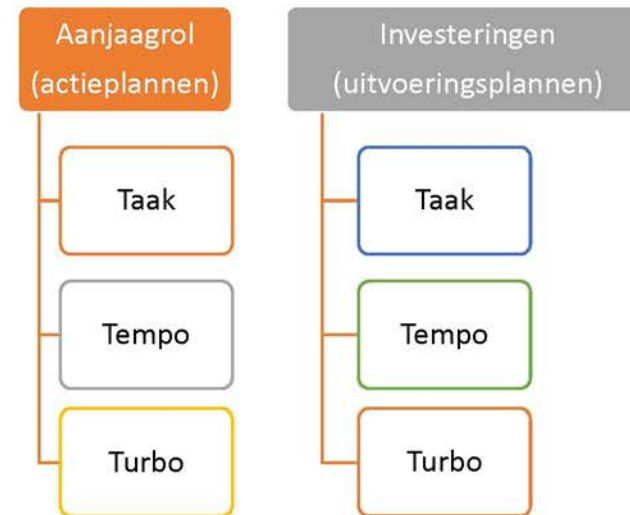 Aanjaagrol
(actieplannen)
Taak
Tempo
Turbo
Investeringen
(uitvoeringsplannen)
Taak
Tempo
Turbo